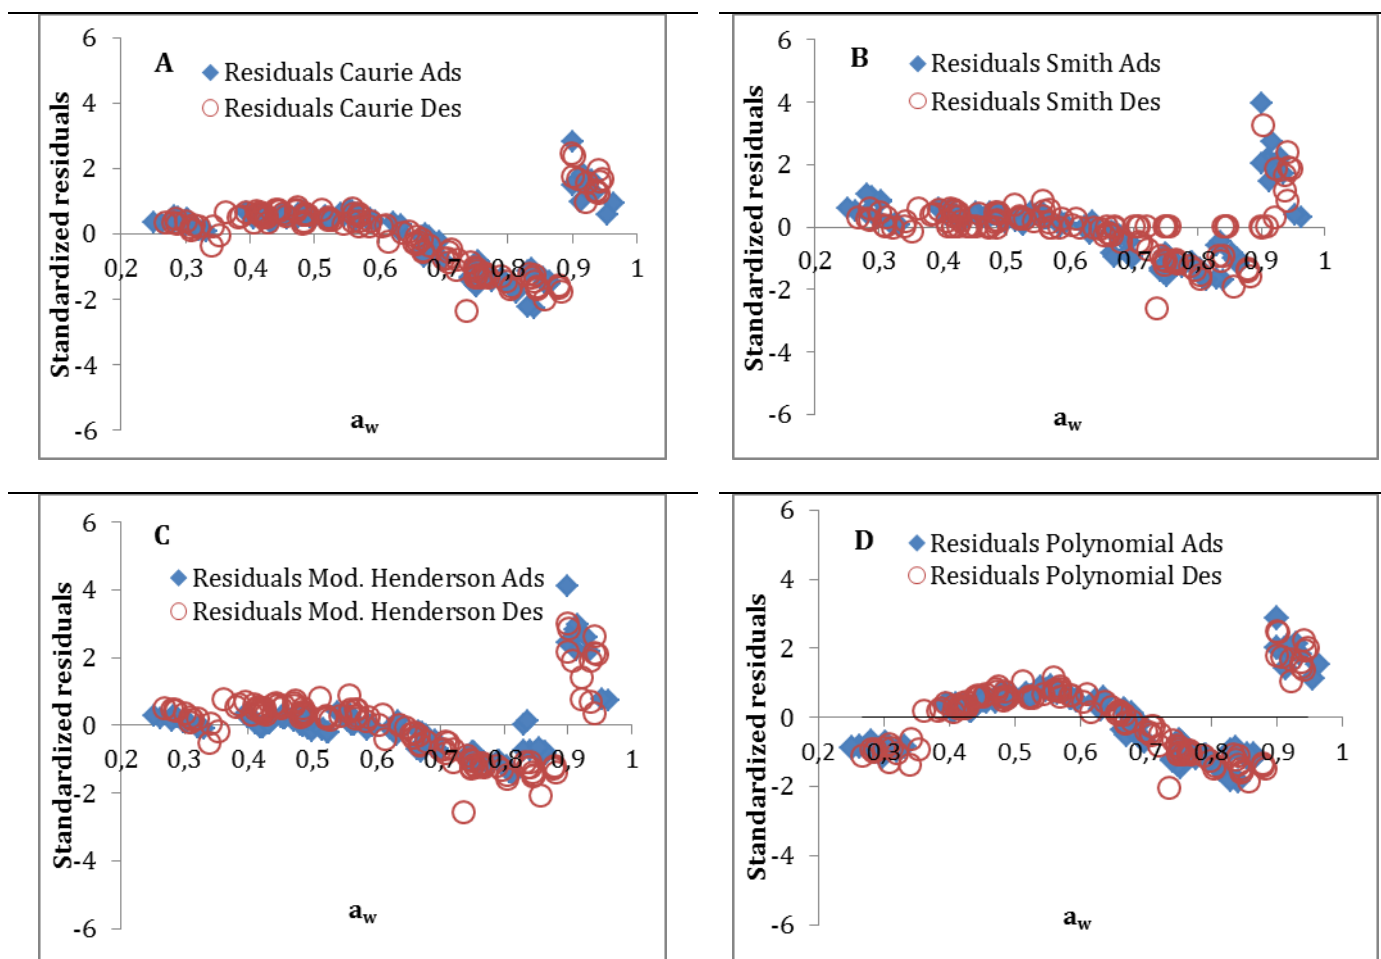 A
Residuals Caurie Ads
Residuals Caurie Des
Standardized residuals
6
4
2
0
-2
-4
-6
0,2 0,3 0,4 0,5 0,6 0,7 0,8 0,9 1
aw
B
Residuals Smith Ads
Residuals Smith Des
Standardized residuals
6
4
2
0
-2
-4
-6
0,2 0,3 0,4 0,5 0,6 0,7 0,8 0,9 1
aw
C
Residuals Mod. Henderson Ads
Residuals Mod. Henderson Des
Standardized residuals
6
4
2
0
-2
-4
-6
0,2 0,3 0,4 0,5 0,6 0,7 0,8 0,9 1
aw
D
Residuals Polynomial Ads
Residuals Polynomial Des
Standardized residuals
6
4
2
0
-2
-4
-6
0,2 0,3 0,4 0,5 0,6 0,7 0,8 0,9 1
aw